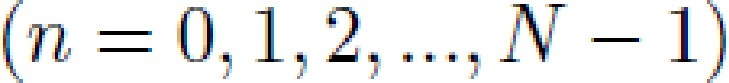 (n = 0, 1, 2, ..., N − 1)